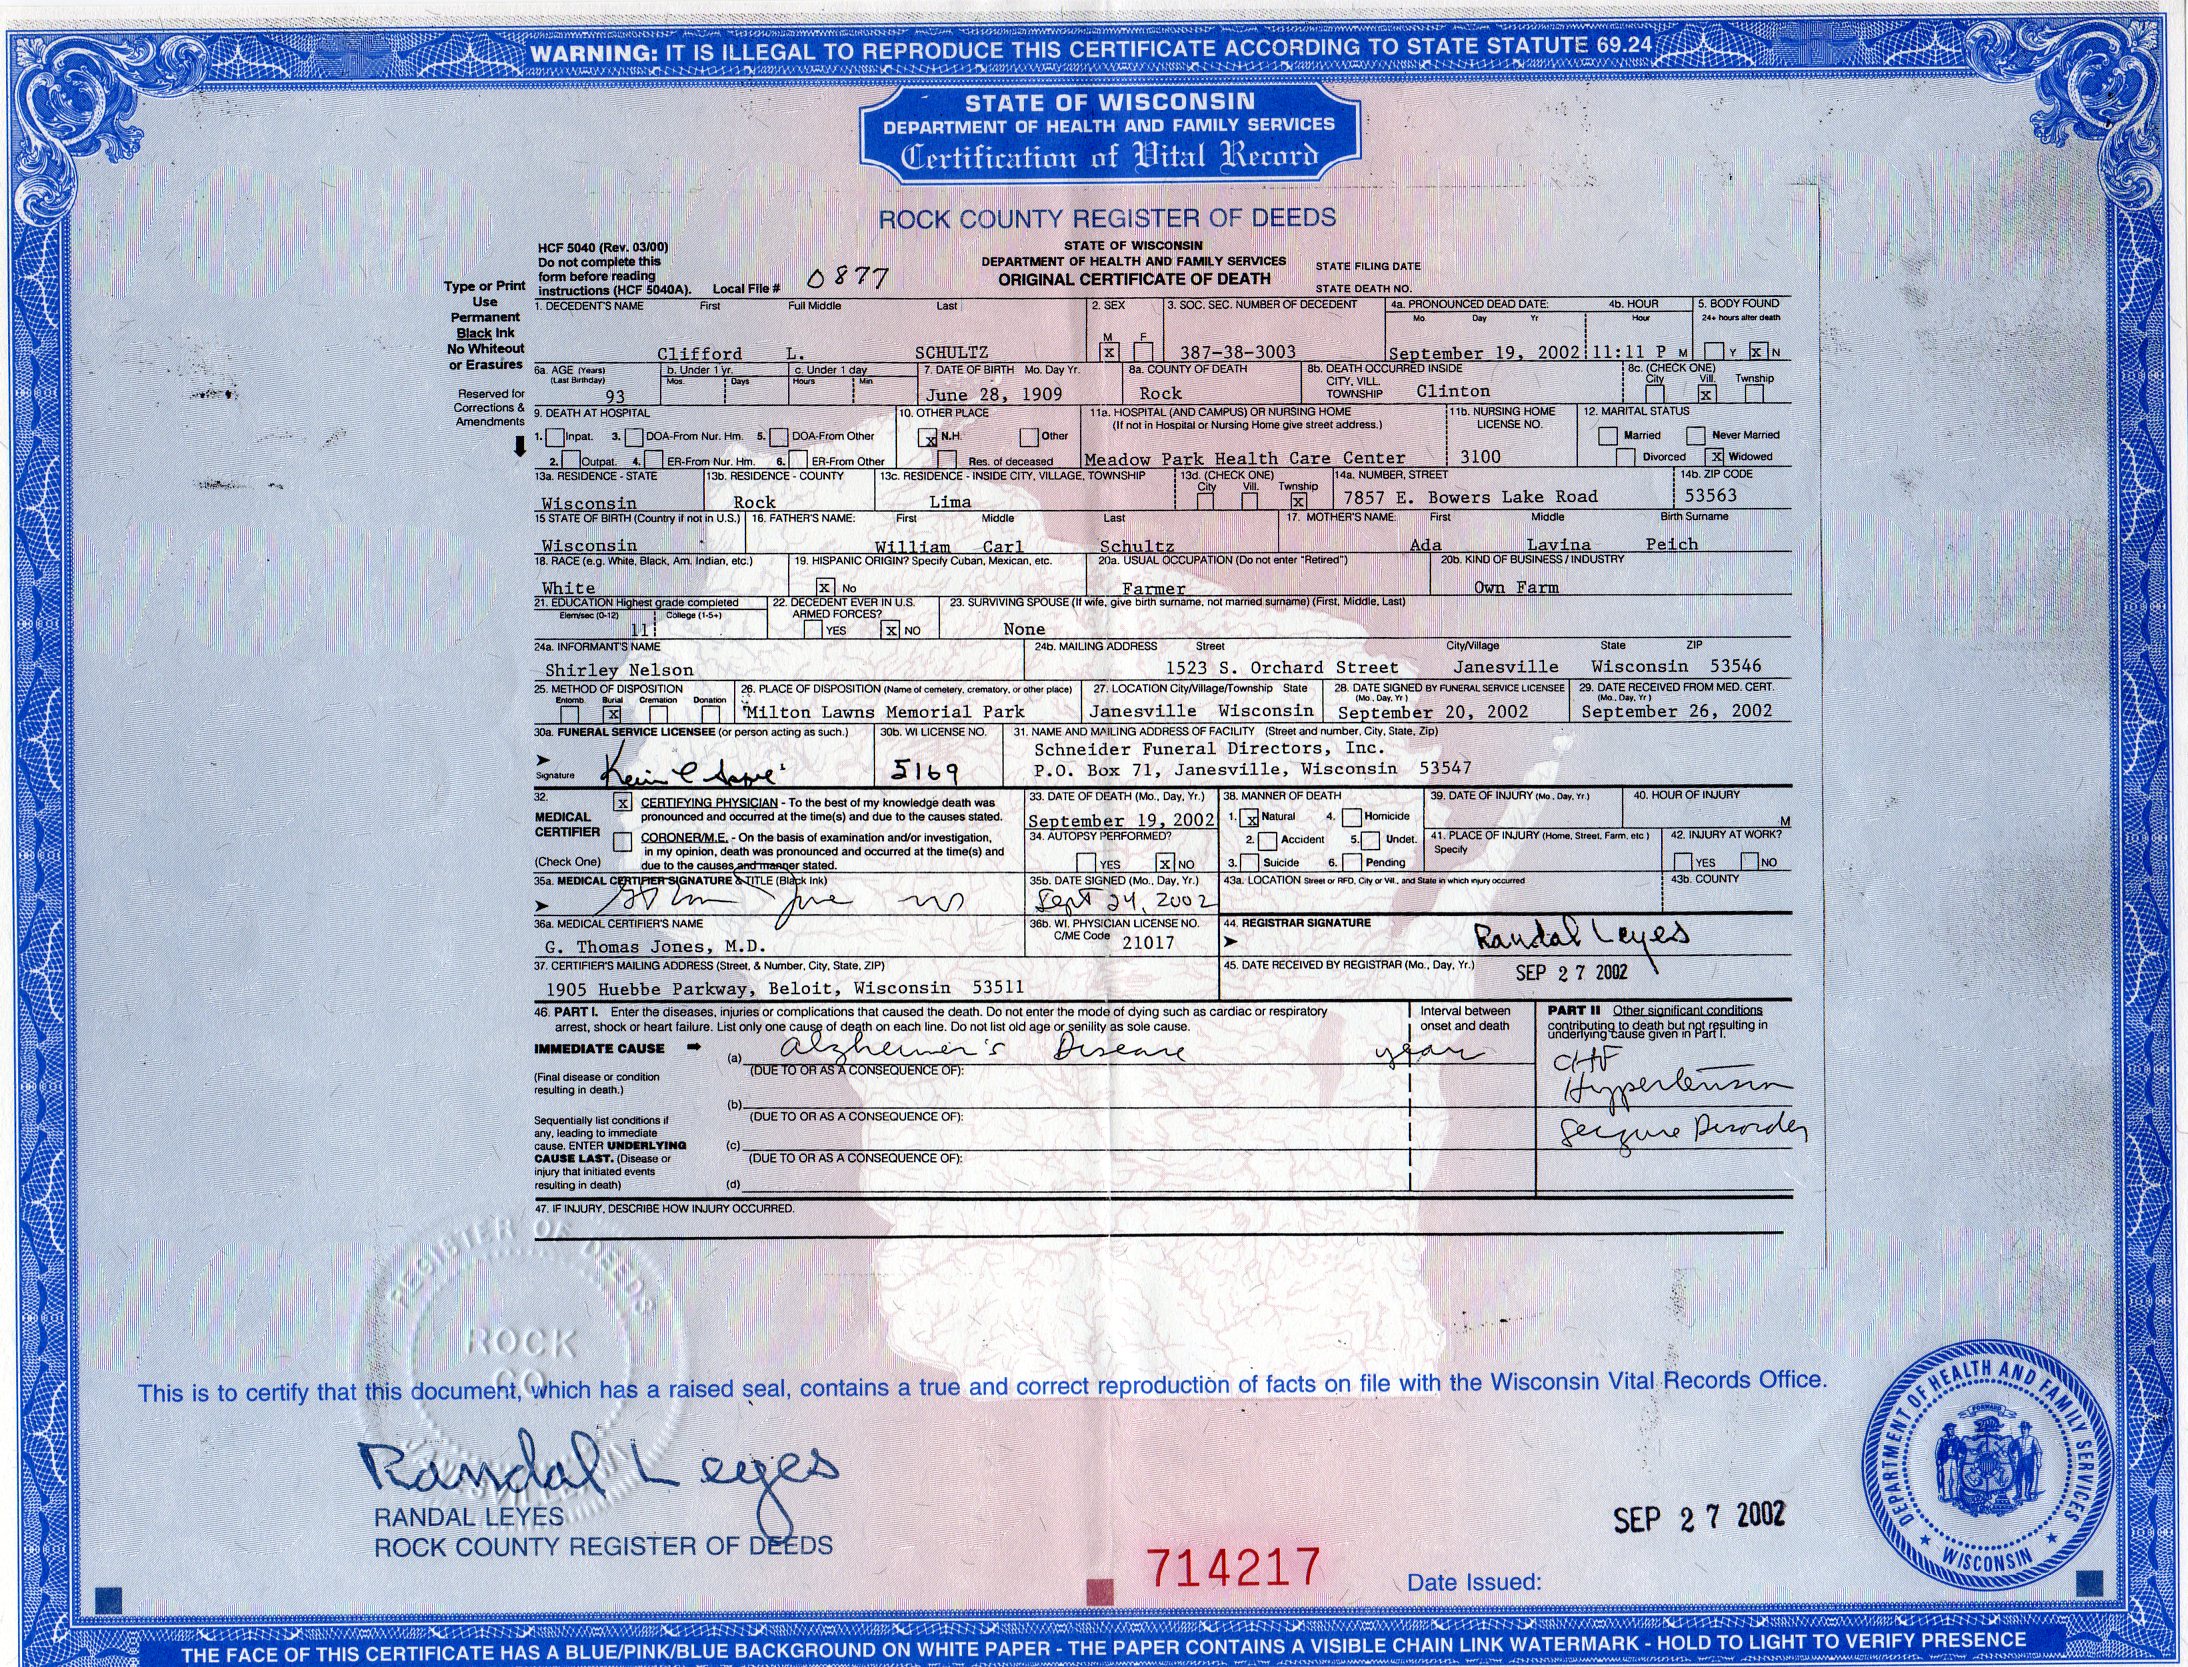 WARNING: IT IS ILLEGAL TO REPRODUCE THIS CERTIFICATE ACCORDING TO STATE STATUTE 69.24
STATE OF WISCONSIN
DEPARTMENT OF HEALTH AND FAMILY SERVICES
Certification of Vital Record
ROCK COUNTY REGISTER OF DEEDS
HCF 5040 (Rev. 03/00)
Do not complete this
form before reading
instructions (HCF 5040A).
Local File # 0877
STATE OF WISCONSIN
DEPARTMENT OF HEALTH AND FAMILY SERVICES
ORIGINAL CERTIFICATE OF DEATH
STATE FILING DATE
STATE DEATH NO.
Type or Print
Use
Permanent
Black Ink
No Whiteout
or Erasures
Reserved for
Corrections &
Amendments
1. DECEDENT'S NAME First Full Middle Last 2. SEX 3. SOC. SEC. NUMBER OF DECEDENT 4a. PRONOUNCED DEAD DATE: 4b. HOUR 5. BODY FOUND
Mo. Day Yr Hour 24+ hours after death
M F
Clifford L. SCHULTZ X 387-38-3003 September 19, 2002 11:11 P M Y X N
6a. AGE (Years) b. Under 1 yr. c. Under 1 day 7. DATE OF BIRTH Mo. Day Yr. 8a. COUNTY OF DEATH 8b. DEATH OCCURRED INSIDE 8c. (CHECK ONE)
(Last Birthday) Mos. Days Hours Min CITY, VILL. City Vill. Twnship
93 June 28, 1909 Rock TOWNSHIP Clinton X
9. DEATH AT HOSPITAL 10. OTHER PLACE 11a. HOSPITAL (AND CAMPUS) OR NURSING HOME 11b. NURSING HOME 12. MARITAL STATUS
(If not in Hospital or Nursing Home give street address.) LICENSE NO.
1. Inpat. 3. DOA-From Nur. Hm. 5. DOA-From Other X N.H. Other Married Never Married
2. Outpat. 4. ER-From Nur. Hm. 6. ER-From Other Res. of deceased Meadow Park Health Care Center 3100 Divorced X Widowed
13a. RESIDENCE - STATE 13b. RESIDENCE - COUNTY 13c. RESIDENCE - INSIDE CITY, VILLAGE, TOWNSHIP 13d. (CHECK ONE) 14a. NUMBER, STREET 14b. ZIP CODE
City Vill. Twnship
Wisconsin Rock Lima X 7857 E. Bowers Lake Road 53563
15 STATE OF BIRTH (Country if not in U.S.) 16. FATHER'S NAME: First Middle Last 17. MOTHER'S NAME: First Middle Birth Surname
Wisconsin William Carl Schultz Ada Lavina Peich
18. RACE (e.g. White, Black, Am. Indian, etc.) 19. HISPANIC ORIGIN? Specify Cuban, Mexican, etc. 20a. USUAL OCCUPATION (Do not enter "Retired") 20b. KIND OF BUSINESS / INDUSTRY
White X No Farmer Own Farm
21. EDUCATION Highest grade completed 22. DECEDENT EVER IN U.S. 23. SURVIVING SPOUSE (If wife, give birth surname, not married surname) (First, Middle, Last)
Elem/sec (0-12) College (1-5+) ARMED FORCES?
11 YES X NO None
24a. INFORMANT'S NAME 24b. MAILING ADDRESS Street City/Village State ZIP
Shirley Nelson 1523 S. Orchard Street Janesville Wisconsin 53546
25. METHOD OF DISPOSITION 26. PLACE OF DISPOSITION (Name of cemetery, crematory, or other place) 27. LOCATION City/Village/Township State 28. DATE SIGNED BY FUNERAL SERVICE LICENSEE 29. DATE RECEIVED FROM MED. CERT.
Entomb. Burial Cremation Donation (Mo., Day, Yr.) (Mo., Day, Yr.)
X Milton Lawns Memorial Park Janesville Wisconsin September 20, 2002 September 26, 2002
30a. FUNERAL SERVICE LICENSEE (or person acting as such.) 30b. WI LICENSE NO. 31. NAME AND MAILING ADDRESS OF FACILITY (Street and number, City, State, Zip)
Schneider Funeral Directors, Inc.
Signature 5169 P.O. Box 71, Janesville, Wisconsin 53547
32. MEDICAL CERTIFIER (Check One)
X CERTIFYING PHYSICIAN - To the best of my knowledge death was
pronounced and occurred at the time(s) and due to the causes stated.
CORONER/M.E. - On the basis of examination and/or investigation,
in my opinion, death was pronounced and occurred at the time(s) and
due to the causes and manner stated.
33. DATE OF DEATH (Mo., Day, Yr.)
September 19, 2002
34. AUTOPSY PERFORMED?
YES X NO
38. MANNER OF DEATH
1. X Natural 4. Homicide
2. Accident 5. Undet.
3. Suicide 6. Pending
39. DATE OF INJURY (Mo., Day, Yr.) 40. HOUR OF INJURY
M
41. PLACE OF INJURY (Home, Street, Farm, etc.) 42. INJURY AT WORK?
Specify YES NO
35a. MEDICAL CERTIFIER SIGNATURE & TITLE (Black Ink) 35b. DATE SIGNED (Mo., Day, Yr.) 43a. LOCATION Street or RFD, City or Vill., and State in which injury occurred 43b. COUNTY
Sept 24, 2002
36a. MEDICAL CERTIFIER'S NAME 36b. WI. PHYSICIAN LICENSE NO. 44. REGISTRAR SIGNATURE
G. Thomas Jones, M.D. C/ME Code 21017 Randal Leyes
37. CERTIFIER'S MAILING ADDRESS (Street, & Number, City, State, ZIP) 45. DATE RECEIVED BY REGISTRAR (Mo., Day, Yr.)
1905 Huebbe Parkway, Beloit, Wisconsin 53511 SEP 27 2002
46. PART I. Enter the diseases, injuries or complications that caused the death. Do not enter the mode of dying such as cardiac or respiratory
arrest, shock or heart failure. List only one cause of death on each line. Do not list old age or senility as sole cause.
Interval between
onset and death
PART II Other significant conditions
contributing to death but not resulting in
underlying cause given in Part I.
IMMEDIATE CAUSE (a) Alzheimer's Disease year
(Final disease or condition
resulting in death.)
(DUE TO OR AS A CONSEQUENCE OF):
CHF
Hypertension
Seizure Disorder
(b)
(DUE TO OR AS A CONSEQUENCE OF):
Sequentially list conditions if
any, leading to immediate
cause. ENTER UNDERLYING
CAUSE LAST. (Disease or
injury that initiated events
resulting in death)
(c)
(DUE TO OR AS A CONSEQUENCE OF):
(d)
47. IF INJURY, DESCRIBE HOW INJURY OCCURRED.
REGISTER OF DEEDS
ROCK
CO
This is to certify that this document, which has a raised seal, contains a true and correct reproduction of facts on file with the Wisconsin Vital Records Office.
Randal Leyes
RANDAL LEYES
ROCK COUNTY REGISTER OF DEEDS
714217
SEP 27 2002
Date Issued:
DEPARTMENT OF HEALTH AND FAMILY SERVICES
FORWARD
WISCONSIN
THE FACE OF THIS CERTIFICATE HAS A BLUE/PINK/BLUE BACKGROUND ON WHITE PAPER - THE PAPER CONTAINS A VISIBLE CHAIN LINK WATERMARK - HOLD TO LIGHT TO VERIFY PRESENCE